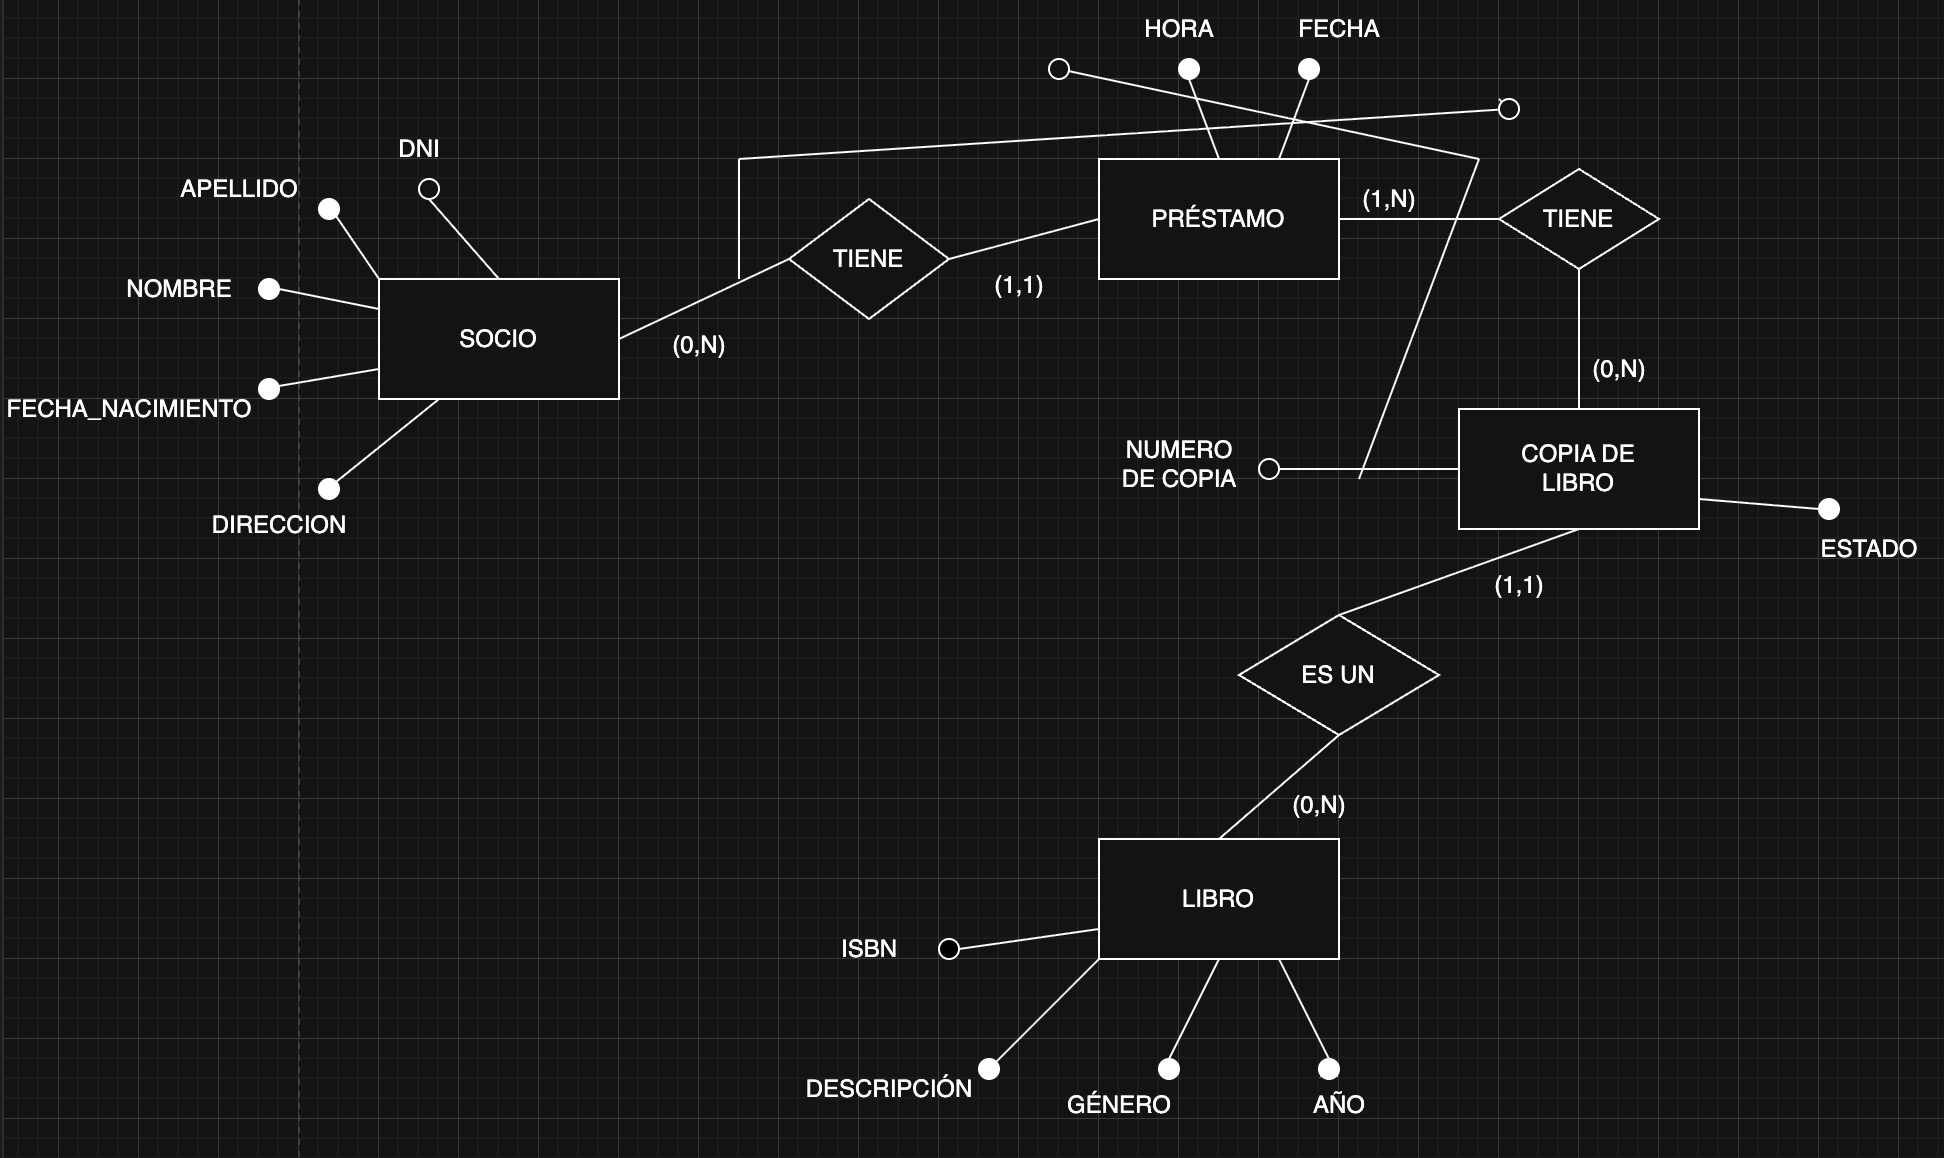 HORA
FECHA
DNI
APELLIDO
NOMBRE
FECHA_NACIMIENTO
DIRECCION
SOCIO
(0,N)
TIENE
(1,1)
PRÉSTAMO
(1,N)
TIENE
(0,N)
NUMERO
DE COPIA
COPIA DE
LIBRO
ESTADO
(1,1)
ES UN
(0,N)
LIBRO
ISBN
DESCRIPCIÓN
GÉNERO
AÑO